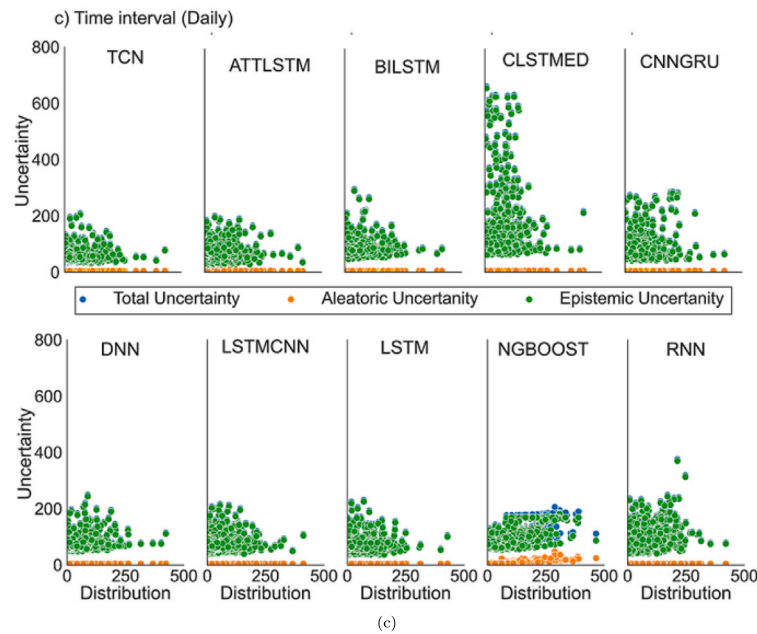 c) Time interval (Daily)
TCN ATTLSTM BILSTM CLSTMED CNNGRU
800
600
400
200
0
Uncertainty
Total Uncertainty Aleatoric Uncertanity Epistemic Uncertanity
DNN LSTMCNN LSTM NGBOOST RNN
800
600
400
200
0
Uncertainty
0 250 500 0 250 500 0 250 500 0 250 500 0 250 500
Distribution Distribution Distribution Distribution Distribution
(c)